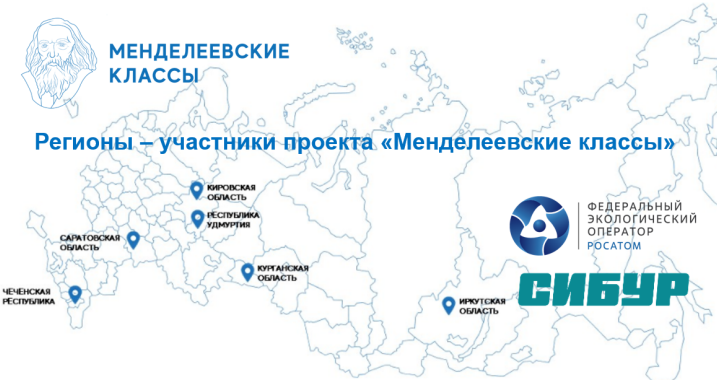 МЕНДЕЛЕЕВСКИЕ
КЛАССЫ
Регионы – участники проекта «Менделеевские классы»
КИРОВСКАЯ
ОБЛАСТЬ
РЕСПУБЛИКА
УДМУРТИЯ
САРАТОВСКАЯ
ОБЛАСТЬ
КУРГАНСКАЯ
ОБЛАСТЬ
ЧЕЧЕНСКАЯ
РЕСПУБЛИКА
ИРКУТСКАЯ
ОБЛАСТЬ
ФЕДЕРАЛЬНЫЙ
ЭКОЛОГИЧЕСКИЙ
ОПЕРАТОР
РОСАТОМ
СИБУР